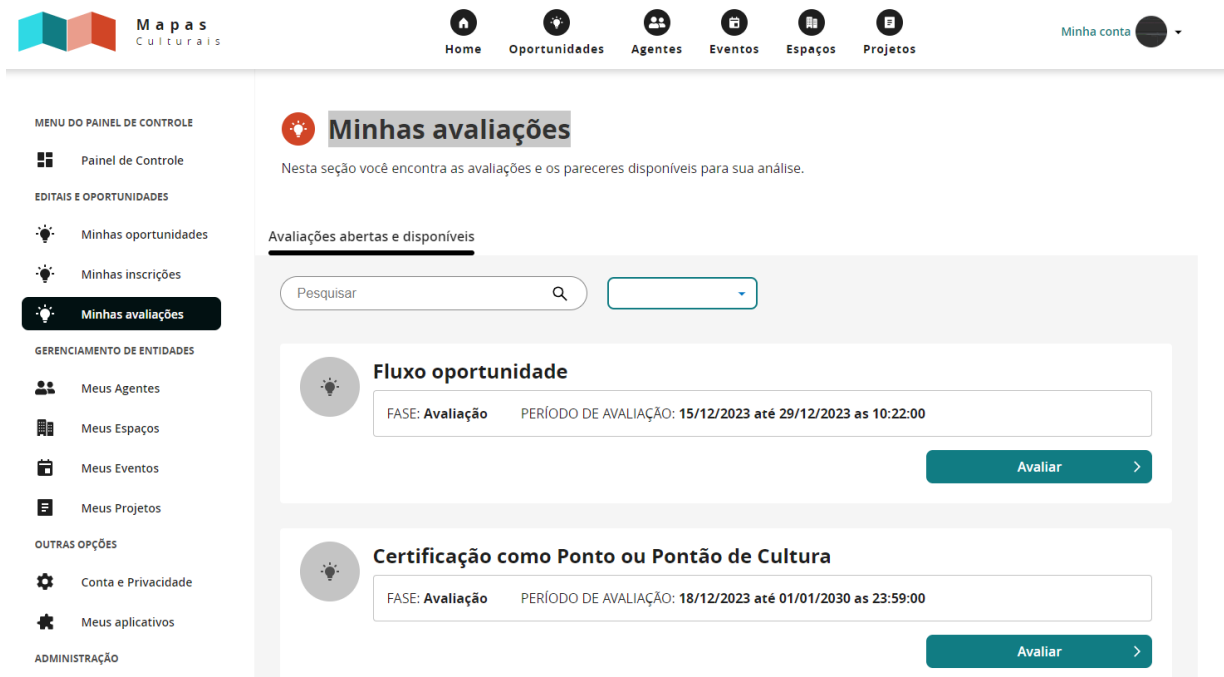 Mapas
Culturais
Home
Oportunidades
Agentes
Eventos
Espaços
Projetos
Minha conta
MENU DO PAINEL DE CONTROLE
Painel de Controle
EDITAIS E OPORTUNIDADES
Minhas oportunidades
Minhas inscrições
Minhas avaliações
GERENCIAMENTO DE ENTIDADES
Meus Agentes
Meus Espaços
Meus Eventos
Meus Projetos
OUTRAS OPÇÕES
Conta e Privacidade
Meus aplicativos
ADMINISTRAÇÃO
Minhas avaliações
Nesta seção você encontra as avaliações e os pareceres disponíveis para sua análise.
Avaliações abertas e disponíveis
Pesquisar
Fluxo oportunidade
FASE: Avaliação PERÍODO DE AVALIAÇÃO: 15/12/2023 até 29/12/2023 as 10:22:00
Avaliar
Certificação como Ponto ou Pontão de Cultura
FASE: Avaliação PERÍODO DE AVALIAÇÃO: 18/12/2023 até 01/01/2030 as 23:59:00
Avaliar